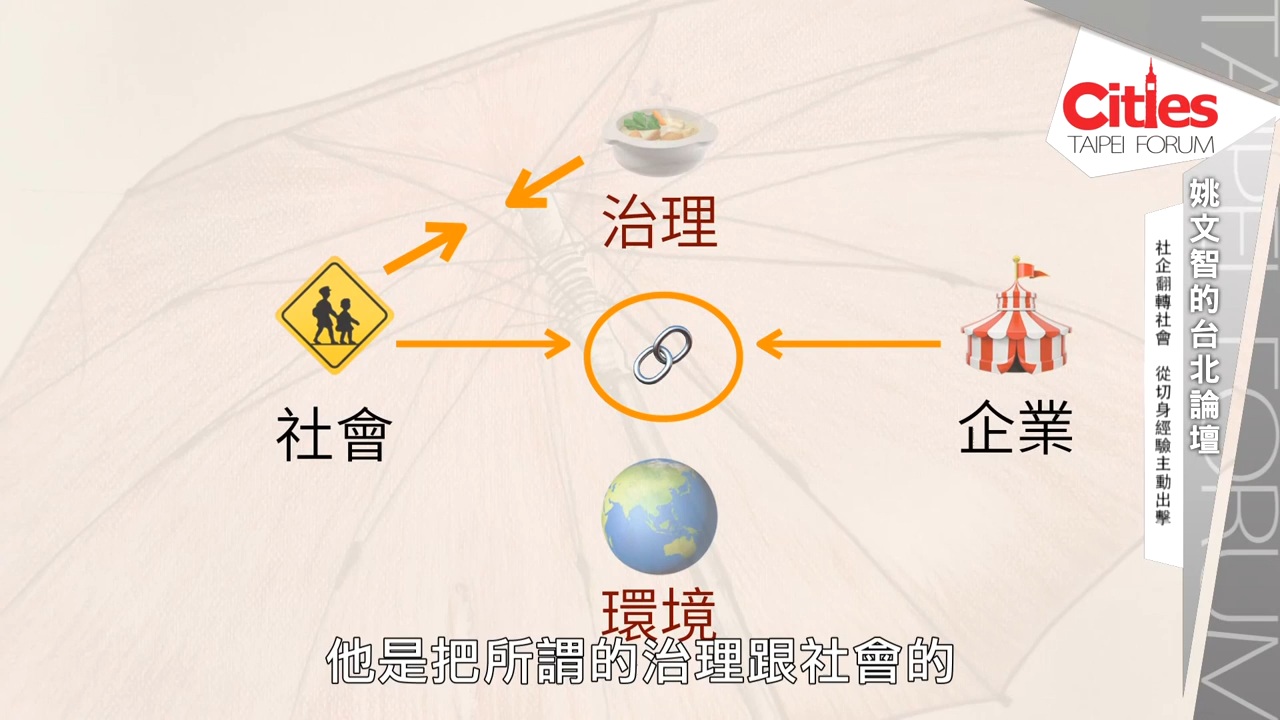 Cities
TAIPEI FORUM
治理
社會
企業
環境
他是把所謂的治理跟社會的
姚文智的台北論壇
社企翻轉社會 從切身經驗主動出擊
TAIPEI FORUM